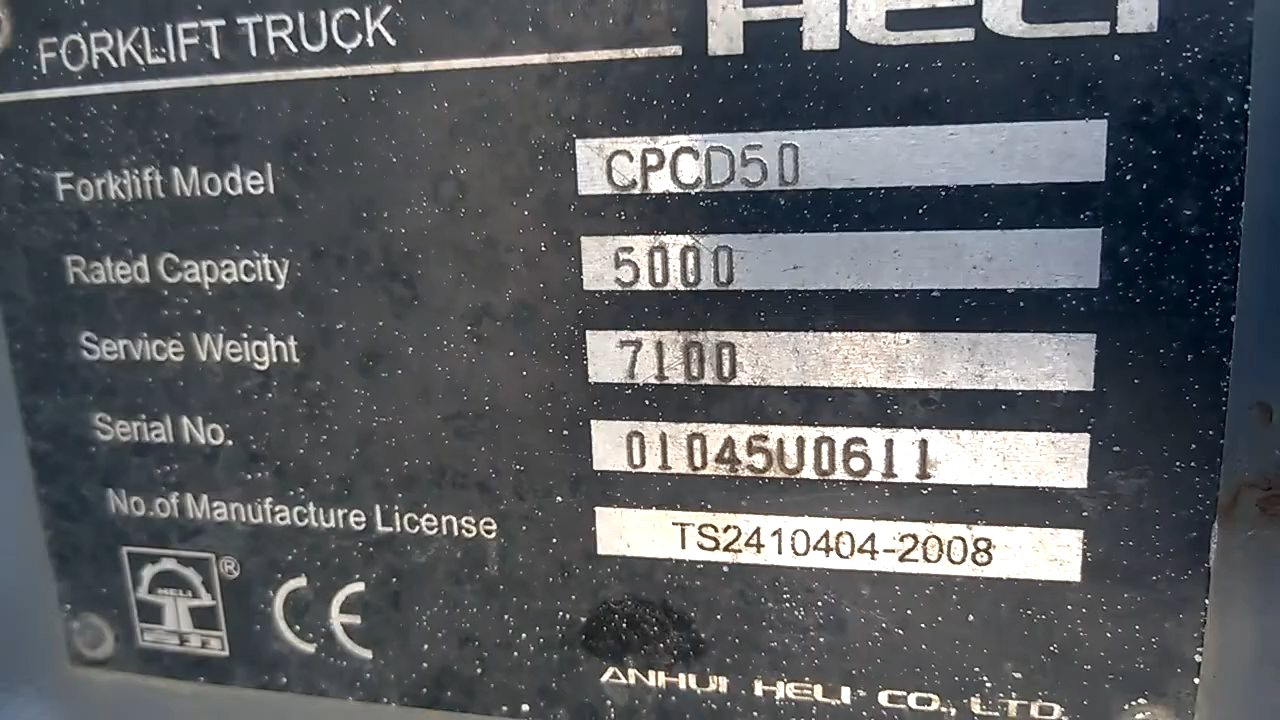 FORKLIFT TRUCK HELI
Forklift Model CPCD50
Rated Capacity 5000
Service Weight 7100
Serial No. 01045U0611
No.of Manufacture License TS2410404-2008
HELI ® CE
ANHUI HELI CO., LTD.